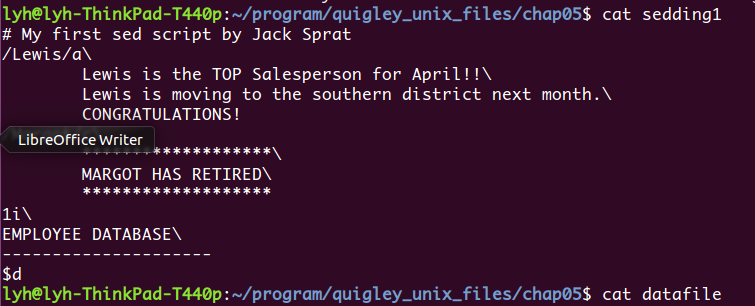 lyh@lyh-ThinkPad-T440p:~/program/quigley_unix_files/chap05$ cat sedding1
# My first sed script by Jack Sprat
/Lewis/a\
        Lewis is the TOP Salesperson for April!!\
        Lewis is moving to the southern district next month.\
        CONGRATULATIONS!
LibreOffice Writer
        *******************\
        MARGOT HAS RETIRED\
        *******************
1i\
EMPLOYEE DATABASE\
---------------------
$d
lyh@lyh-ThinkPad-T440p:~/program/quigley_unix_files/chap05$ cat datafile